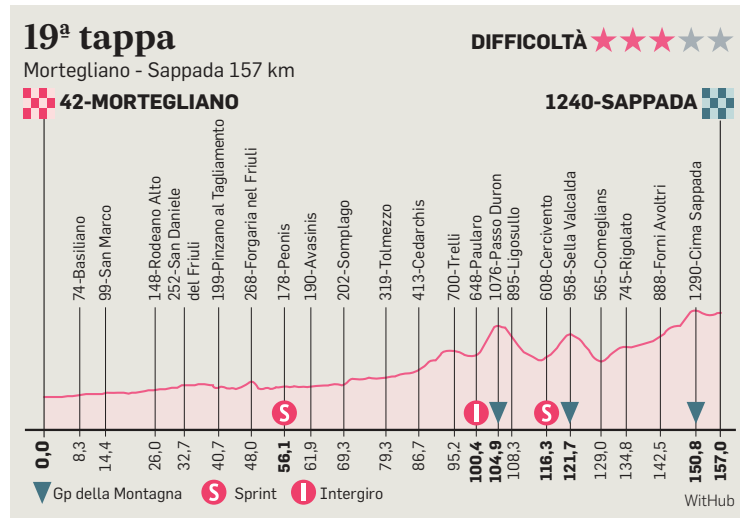 19ª tappa
DIFFICOLTÀ
Mortegliano - Sappada 157 km
42-MORTEGLIANO
1240-SAPPADA
74-Basiliano
99-San Marco
148-Rodeano Alto
252-San Daniele
del Friuli
199-Pinzano al Tagliamento
288-Forgaria nel Friuli
178-Peonis
190-Avasinis
202-Somplago
319-Tolmezzo
413-Cedarchis
700-Trelli
648-Paularo
1076-Passo Duron
895-Ligosullo
608-Cercivento
958-Sella Valcalda
565-Comeglians
745-Rigolato
888-Forni Avoltri
1290-Cima Sappada
S
I
S
0,0
8,3
14,4
26,0
32,7
40,7
48,0
56,1
61,9
69,3
79,3
86,7
95,2
100,4
104,9
108,3
116,3
121,7
129,0
134,8
142,5
150,8
157,0
Gp della Montagna
S Sprint
I Intergiro
WitHub